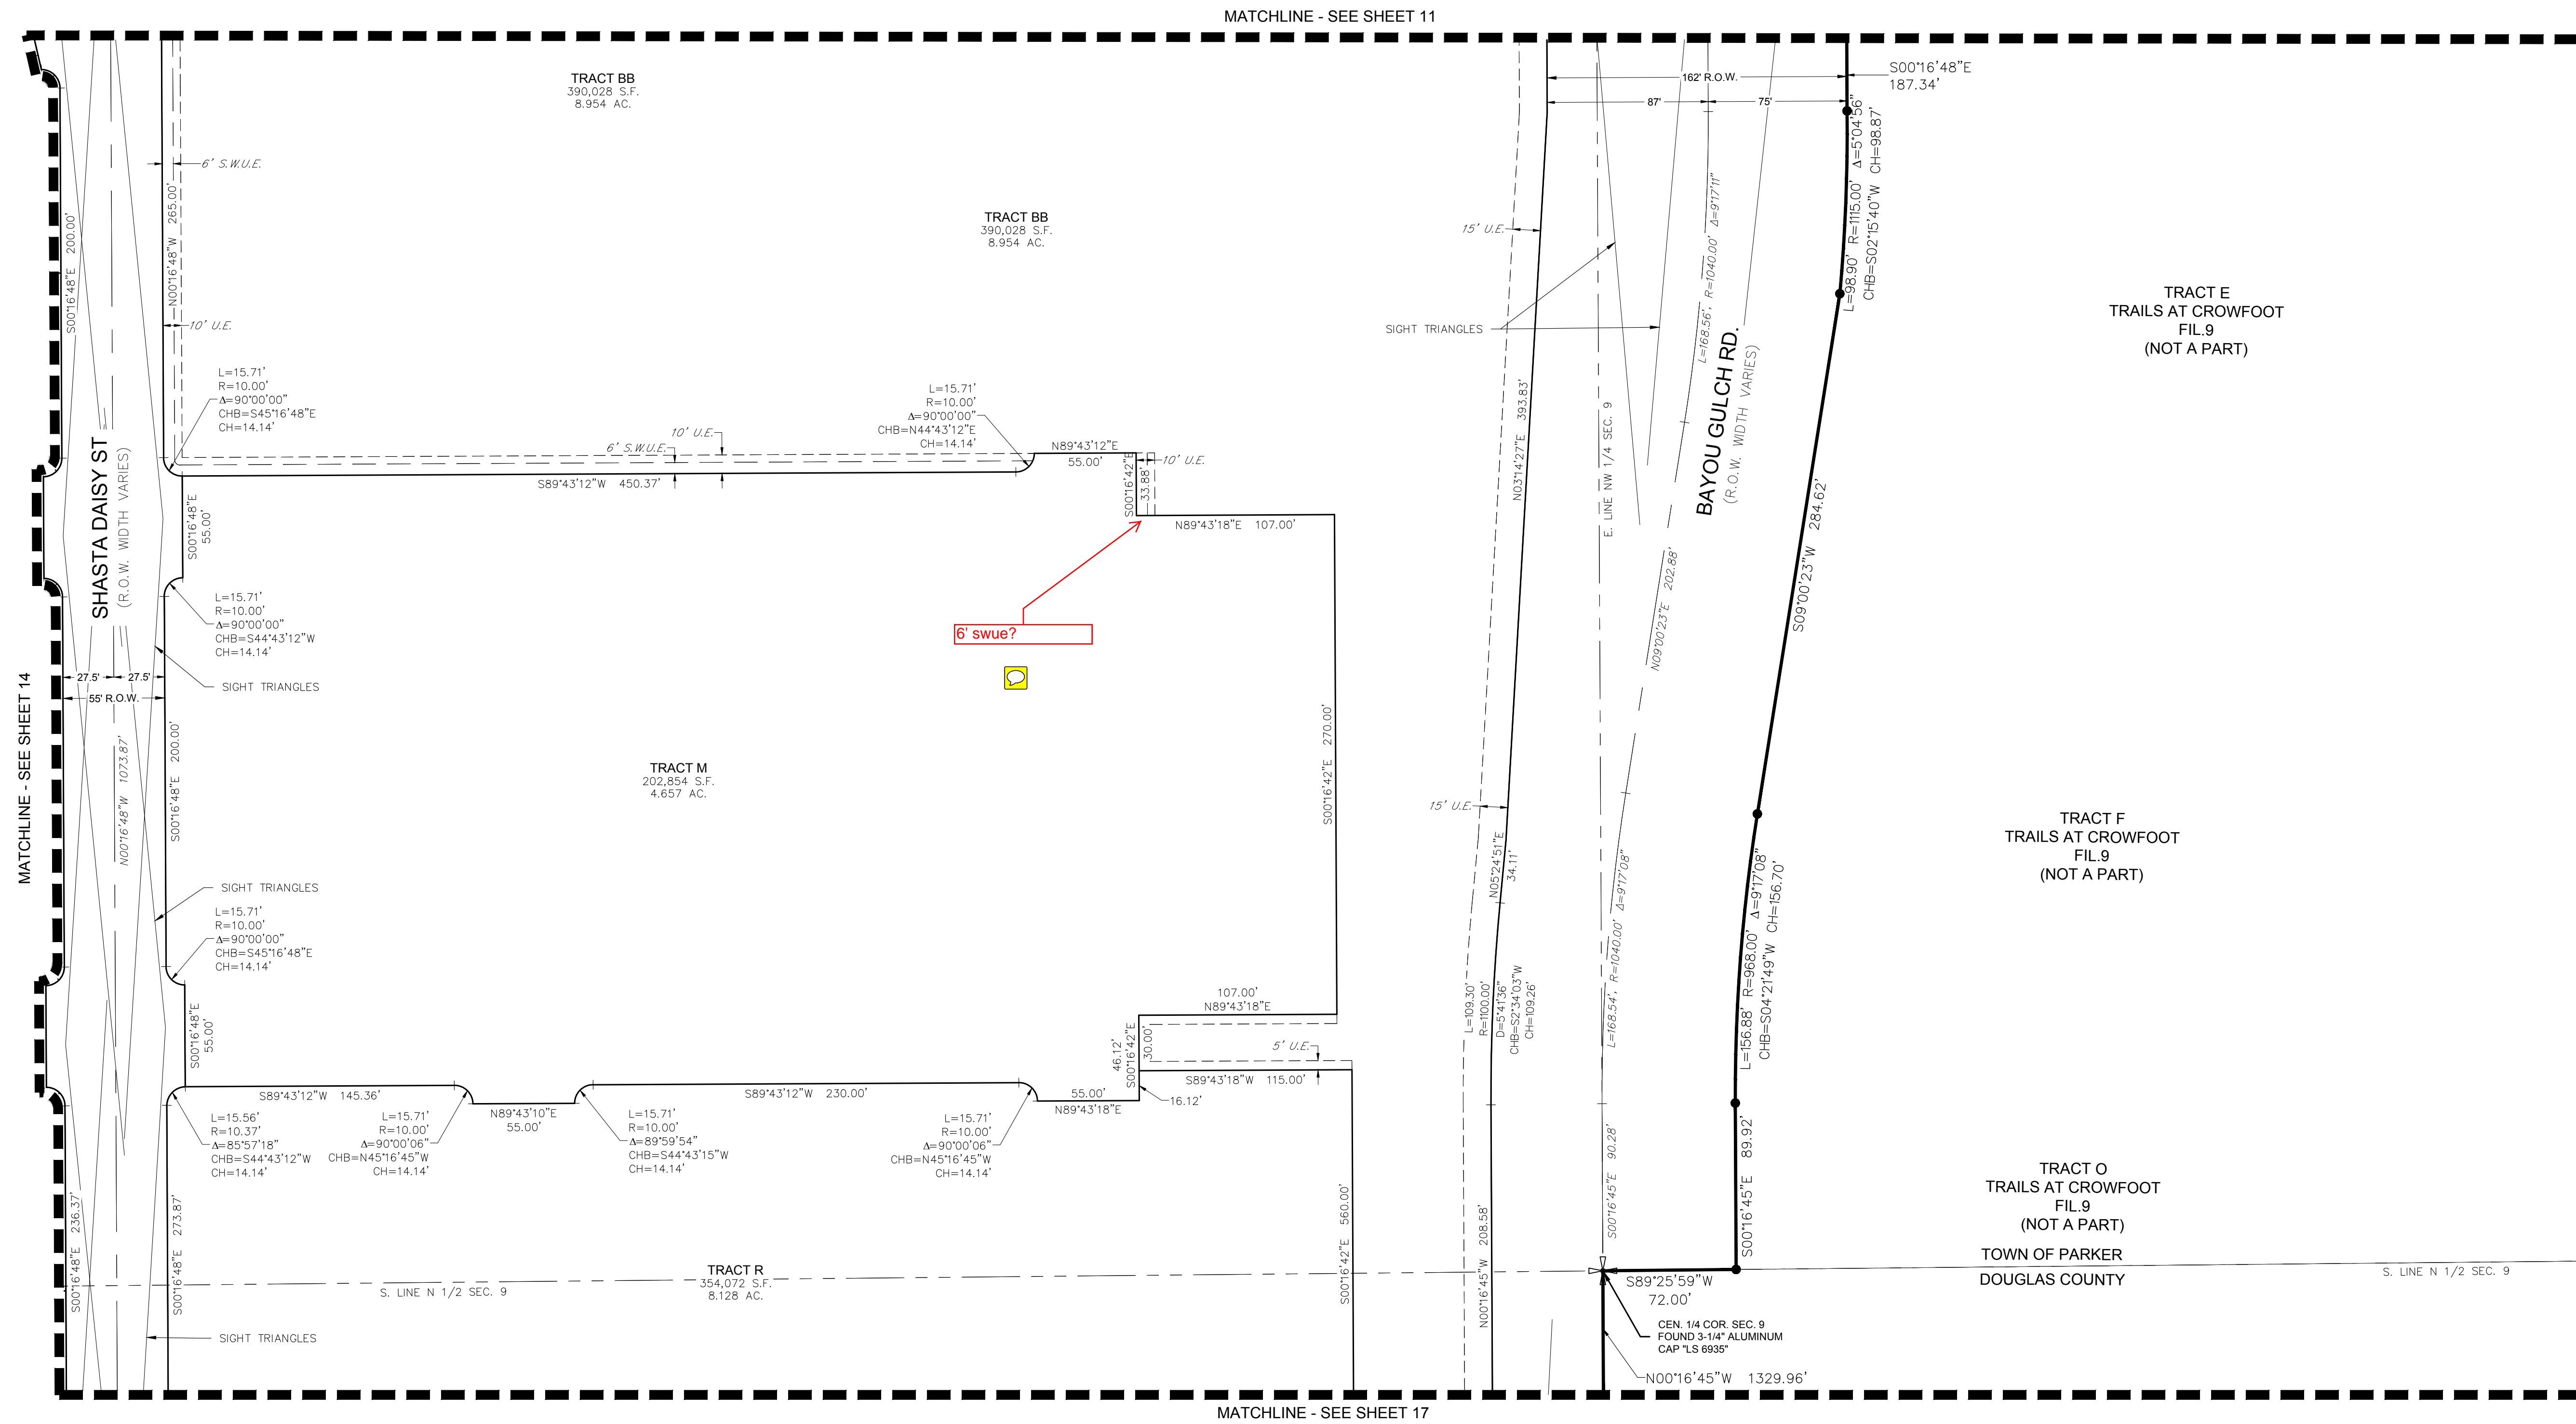 MATCHLINE - SEE SHEET 11
TRACT BB
390,028 S.F.
8.954 AC.
162' R.O.W.
87'
75'
S00°16'48"E
187.34'
6' S.W.U.E.
S00°16'48"E 200.00'
N00°16'48"W 265.00'
10' U.E.
TRACT BB
390,028 S.F.
8.954 AC.
15' U.E.
SIGHT TRIANGLES
L=168.56', R=1040.00' Δ=9°17'11"
L=98.90' R=1115.00' Δ=5°04'56"
CHB=S02°15'40"W CH=98.87'
TRACT E
TRAILS AT CROWFOOT
FIL.9
(NOT A PART)
L=15.71'
R=10.00'
Δ=90°00'00"
CHB=S45°16'48"E
CH=14.14'
L=15.71'
R=10.00'
Δ=90°00'00"
CHB=N44°43'12"E
CH=14.14'
6' S.W.U.E.
10' U.E.
N89°43'12"E
55.00'
S00°16'42"E
33.88'
10' U.E.
S89°43'12"W 450.37'
N89°43'18"E 107.00'
N03°14'27"E 393.83'
E. LINE NW 1/4 SEC. 9
BAYOU GULCH RD.
(R.O.W. WIDTH VARIES)
SHASTA DAISY ST
(R.O.W. WIDTH VARIES)
S00°16'48"E
55.00'
L=15.71'
R=10.00'
Δ=90°00'00"
CHB=S44°43'12"W
CH=14.14'
6' swue?
N09°00'23"E 202.88'
S09°00'23"W 284.62'
27.5'
27.5'
55' R.O.W.
SIGHT TRIANGLES
MATCHLINE - SEE SHEET 14
N00°16'48"W 1073.87'
S00°16'48"E 200.00'
TRACT M
202,854 S.F.
4.657 AC.
S00°16'42"E 270.00'
15' U.E.
N05°24'51"E
34.11'
L=168.54', R=1040.00' Δ=9°17'08"
L=156.88' R=968.00' Δ=9°17'08"
CHB=S04°21'49"W CH=156.70'
TRACT F
TRAILS AT CROWFOOT
FIL.9
(NOT A PART)
SIGHT TRIANGLES
L=15.71'
R=10.00'
Δ=90°00'00"
CHB=S45°16'48"E
CH=14.14'
S00°16'48"E
55.00'
107.00'
N89°43'18"E
46.12'
S00°16'42"E
30.00'
5' U.E.
S89°43'18"W 115.00'
16.12'
L=109.30'
R=1100.00'
D=5°41'36"
CHB=S2°34'03"W
CH=109.26'
S89°43'12"W 145.36'
N89°43'10"E
55.00'
S89°43'12"W 230.00'
55.00'
N89°43'18"E
L=15.56'
R=10.37'
Δ=85°57'18"
CHB=S44°43'12"W
CH=14.14'
L=15.71'
R=10.00'
Δ=90°00'06"
CHB=N45°16'45"W
CH=14.14'
L=15.71'
R=10.00'
Δ=89°59'54"
CHB=S44°43'15"W
CH=14.14'
L=15.71'
R=10.00'
Δ=90°00'06"
CHB=N45°16'45"W
CH=14.14'
S00°16'48"E 236.37'
S00°16'48"E 273.87'
TRACT R
354,072 S.F.
8.128 AC.
S. LINE N 1/2 SEC. 9
SIGHT TRIANGLES
S00°16'42"E 560.00'
N00°16'45"W 208.58'
S00°16'45"E 90.28'
S00°16'45"E 89.92'
S89°25'59"W
72.00'
CEN. 1/4 COR. SEC. 9
FOUND 3-1/4" ALUMINUM
CAP "LS 6935"
N00°16'45"W 1329.96'
TRACT O
TRAILS AT CROWFOOT
FIL.9
(NOT A PART)
TOWN OF PARKER
DOUGLAS COUNTY
S. LINE N 1/2 SEC. 9
MATCHLINE - SEE SHEET 17